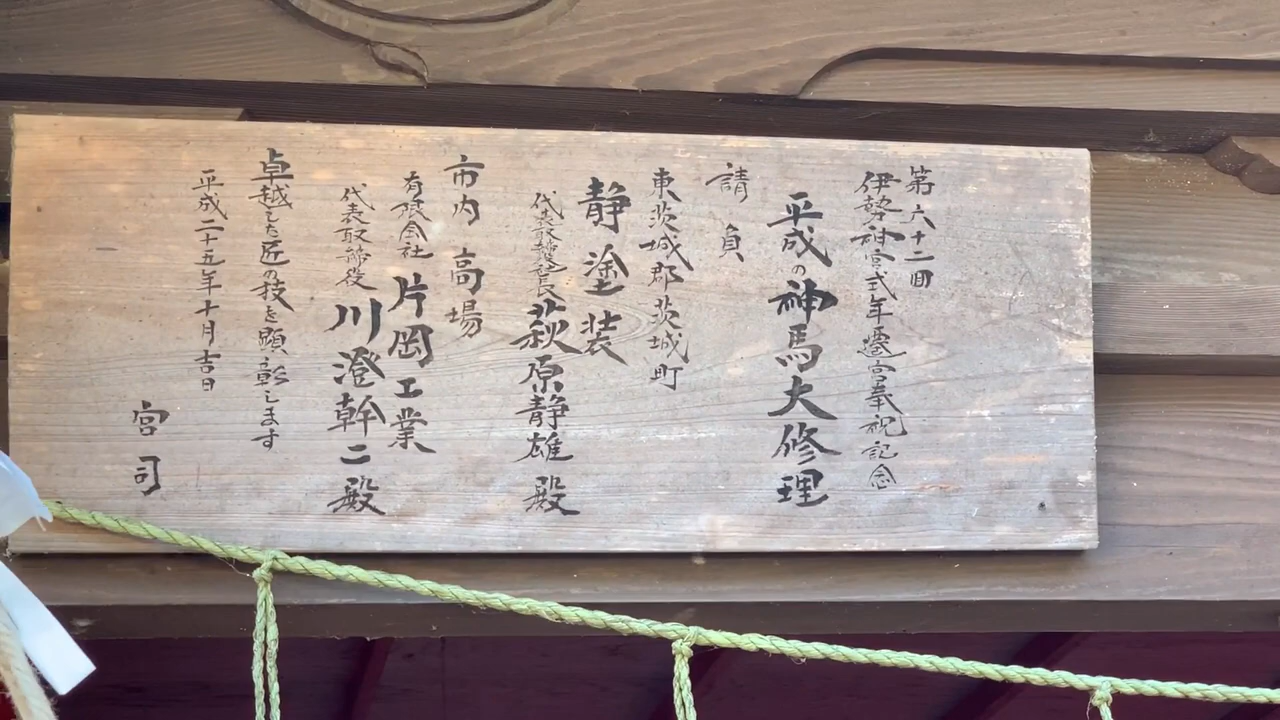 第六十二回
伊勢神宮式年遷宮奉祝記念
平成の神馬大修理
請負
東茨城郡茨城町
静塗装
代表取締社長 萩原静雄殿
市内 高場
有限会社 片岡工業
代表取締役 川澄幹二殿
卓越した匠の技を顕彰します
平成二十五年十月吉日
宮司